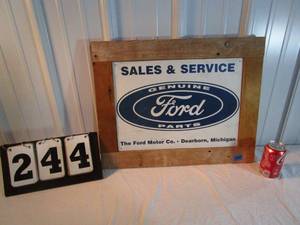 SALES & SERVICE
GENUINE
Ford
PARTS
The Ford Motor Co. - Dearborn, Michigan
244